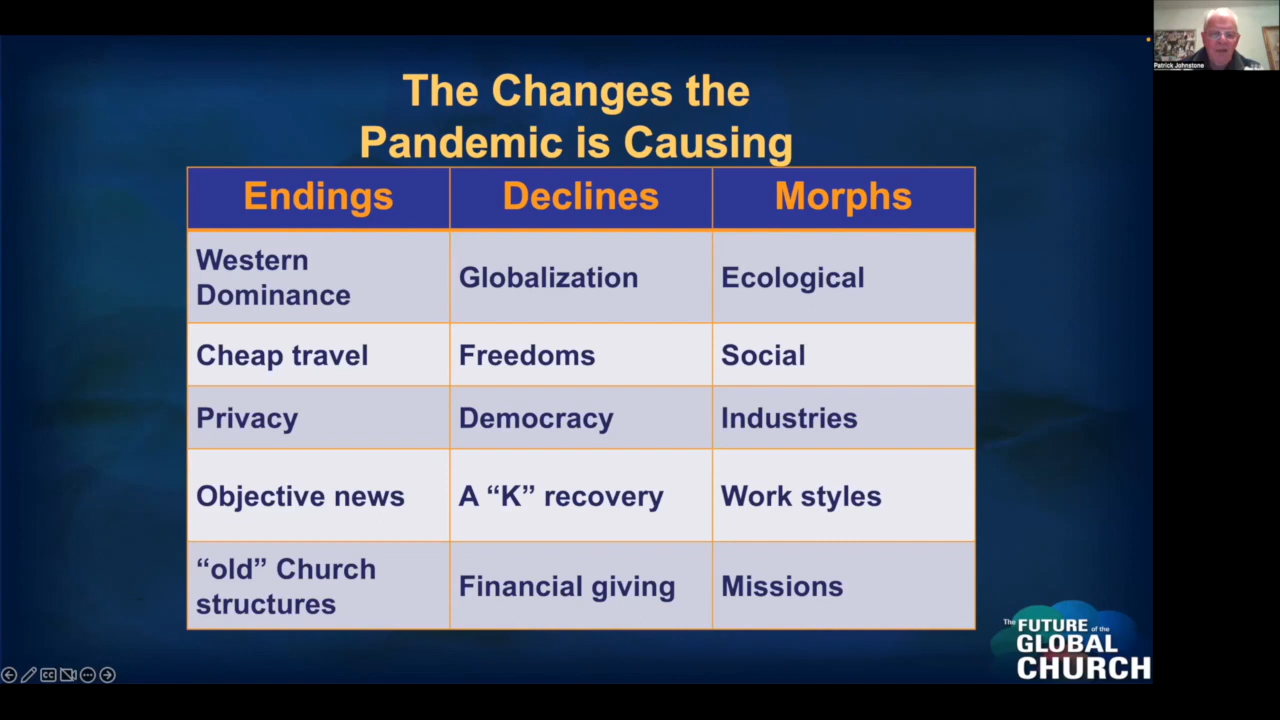 Patrick Johnstone
The Changes the
Pandemic is Causing
Endings Declines Morphs
Western
Dominance
Globalization
Ecological
Cheap travel Freedoms Social
Privacy Democracy Industries
Objective news A “K” recovery Work styles
“old” Church
structures
Financial giving
Missions
The FUTURE of the
GLOBAL
CHURCH
CC